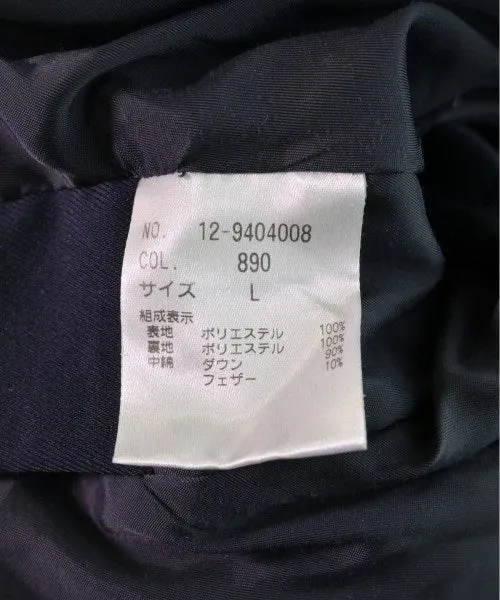 NO. 12-9404008
COL. 890
サイズ L
組成表示
表地 ポリエステル 100%
裏地 ポリエステル 100%
中綿 ダウン 90%
フェザー 10%